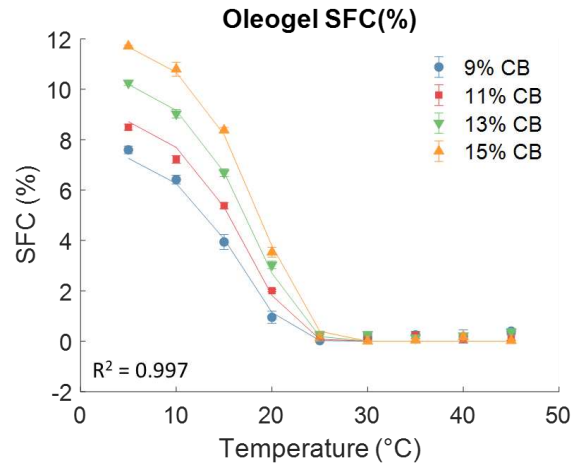 Oleogel SFC(%)
12
10
8
6
4
2
0
-2
SFC (%)
9% CB
11% CB
13% CB
15% CB
R² = 0.997
0
10
20
30
40
50
Temperature (°C)